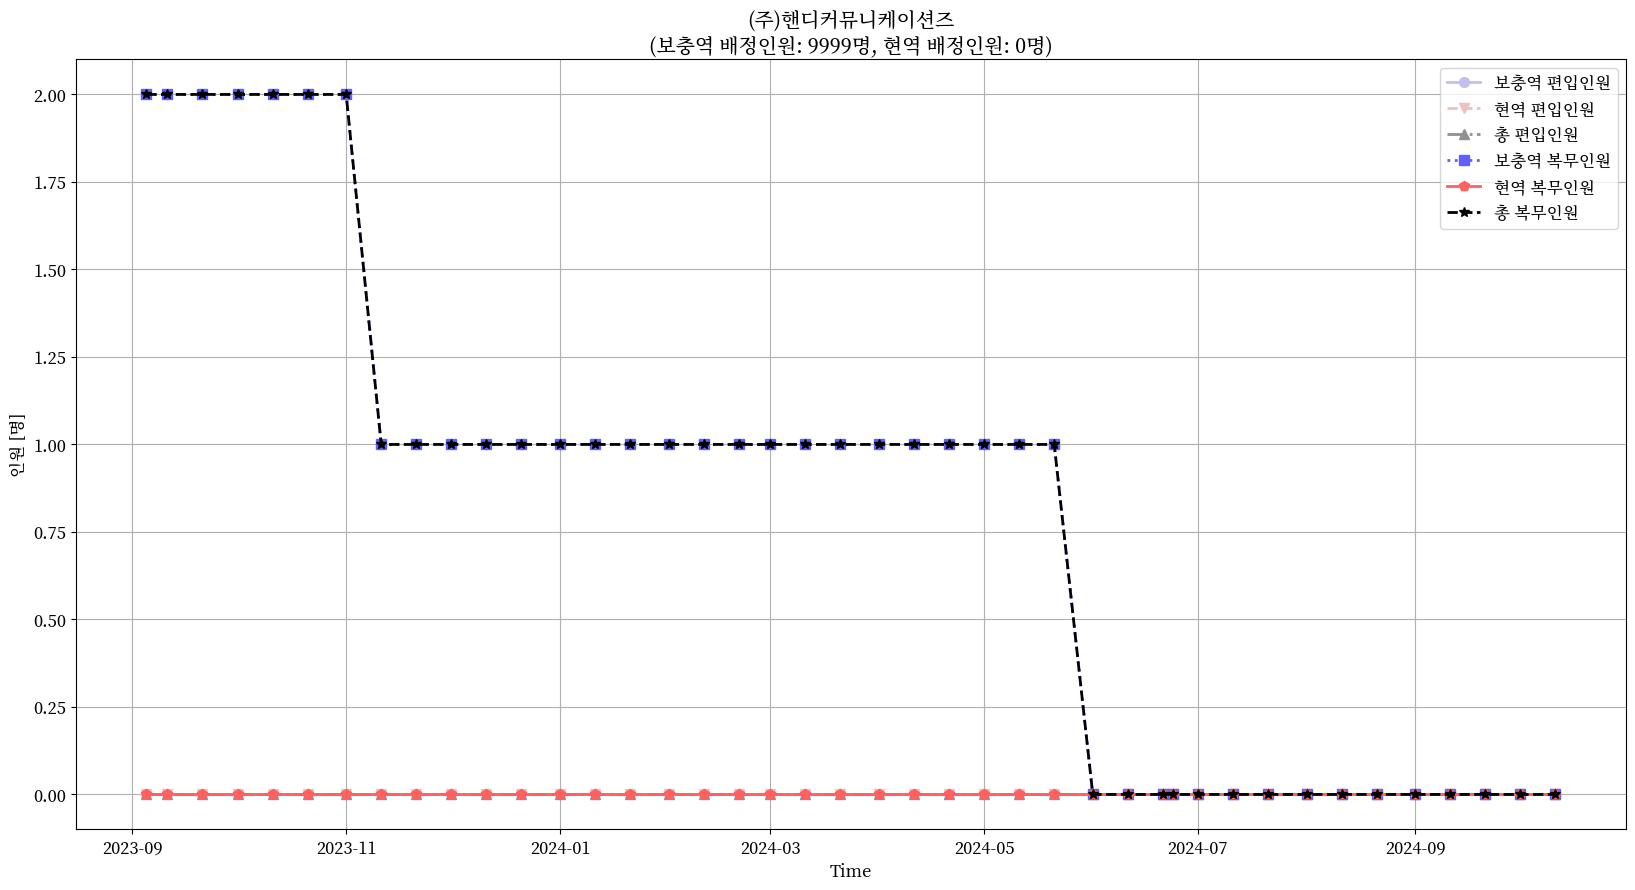 (주)핸디커뮤니케이션즈
(보충역 배정인원: 9999명, 현역 배정인원: 0명)
보충역 편입인원
현역 편입인원
총 편입인원
보충역 복무인원
현역 복무인원
총 복무인원
인원 [명]
2.00
1.75
1.50
1.25
1.00
0.75
0.50
0.25
0.00
2023-09
2023-11
2024-01
2024-03
2024-05
2024-07
2024-09
Time